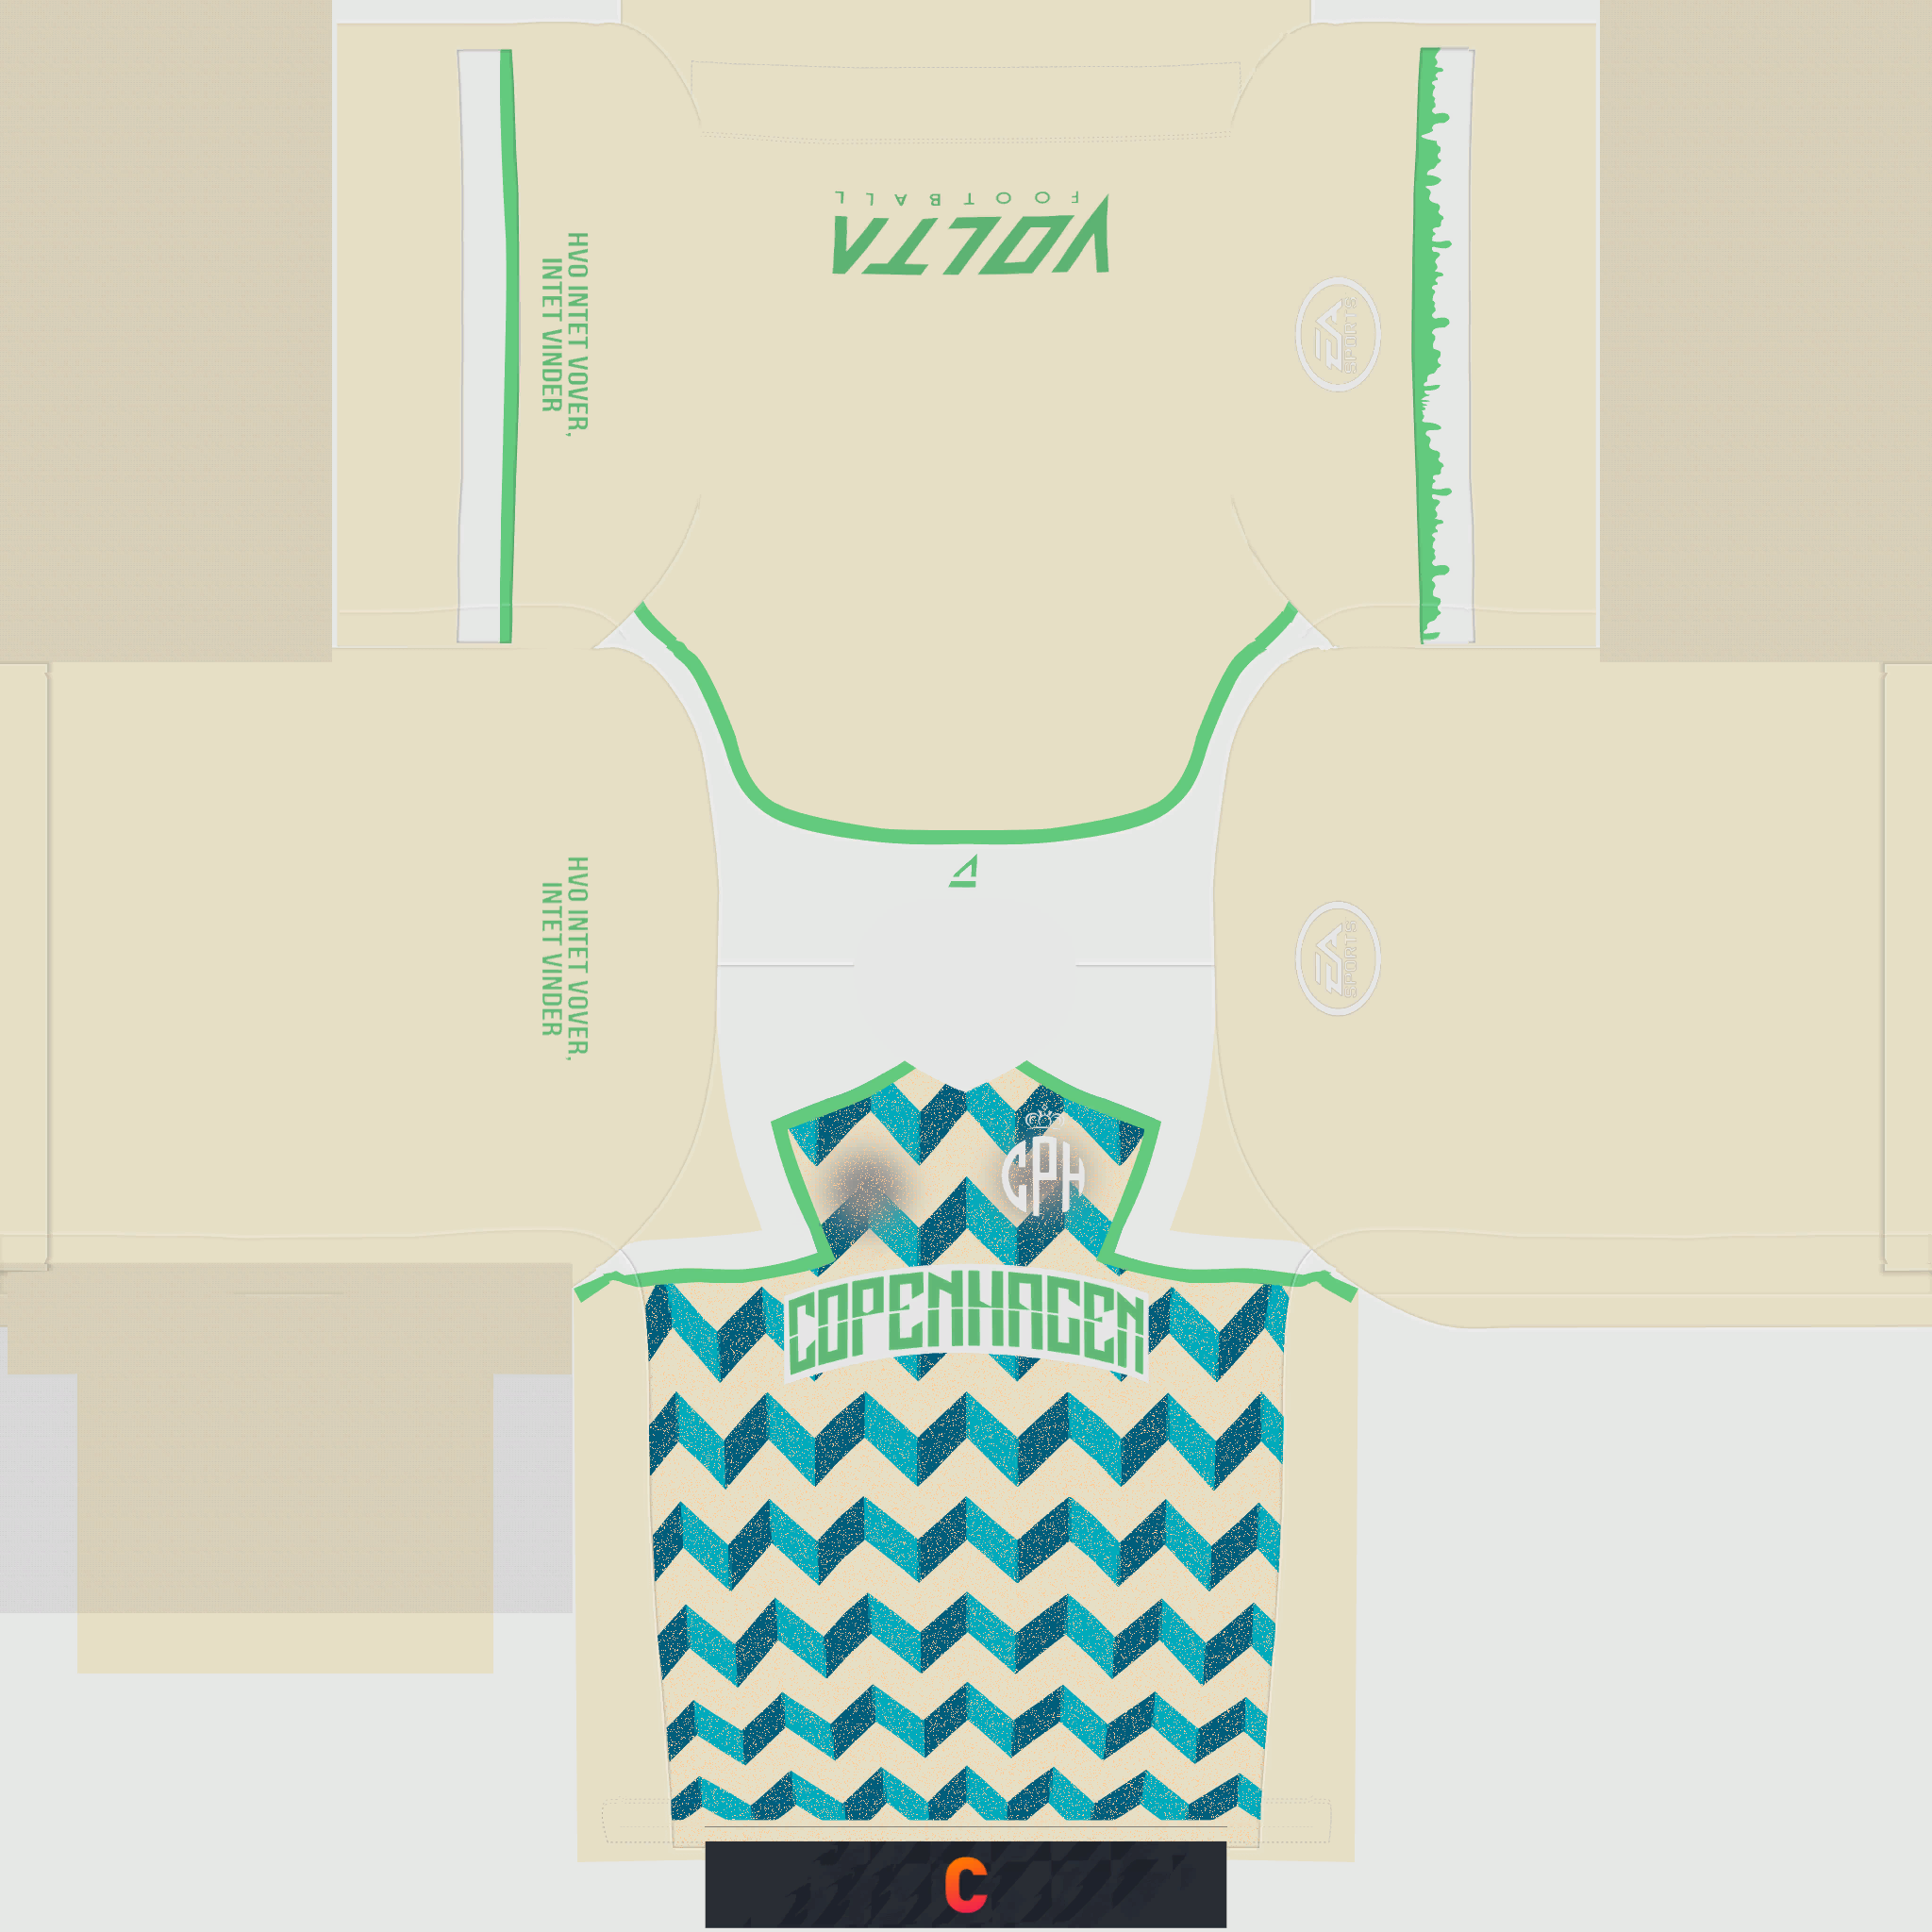 FOOTBALL
VOLTA
HVO INTET VOVER,
INTET VINDER
EA
SPORTS
HVO INTET VOVER,
INTET VINDER
EA
SPORTS
CPH
COPENHAGEN
C